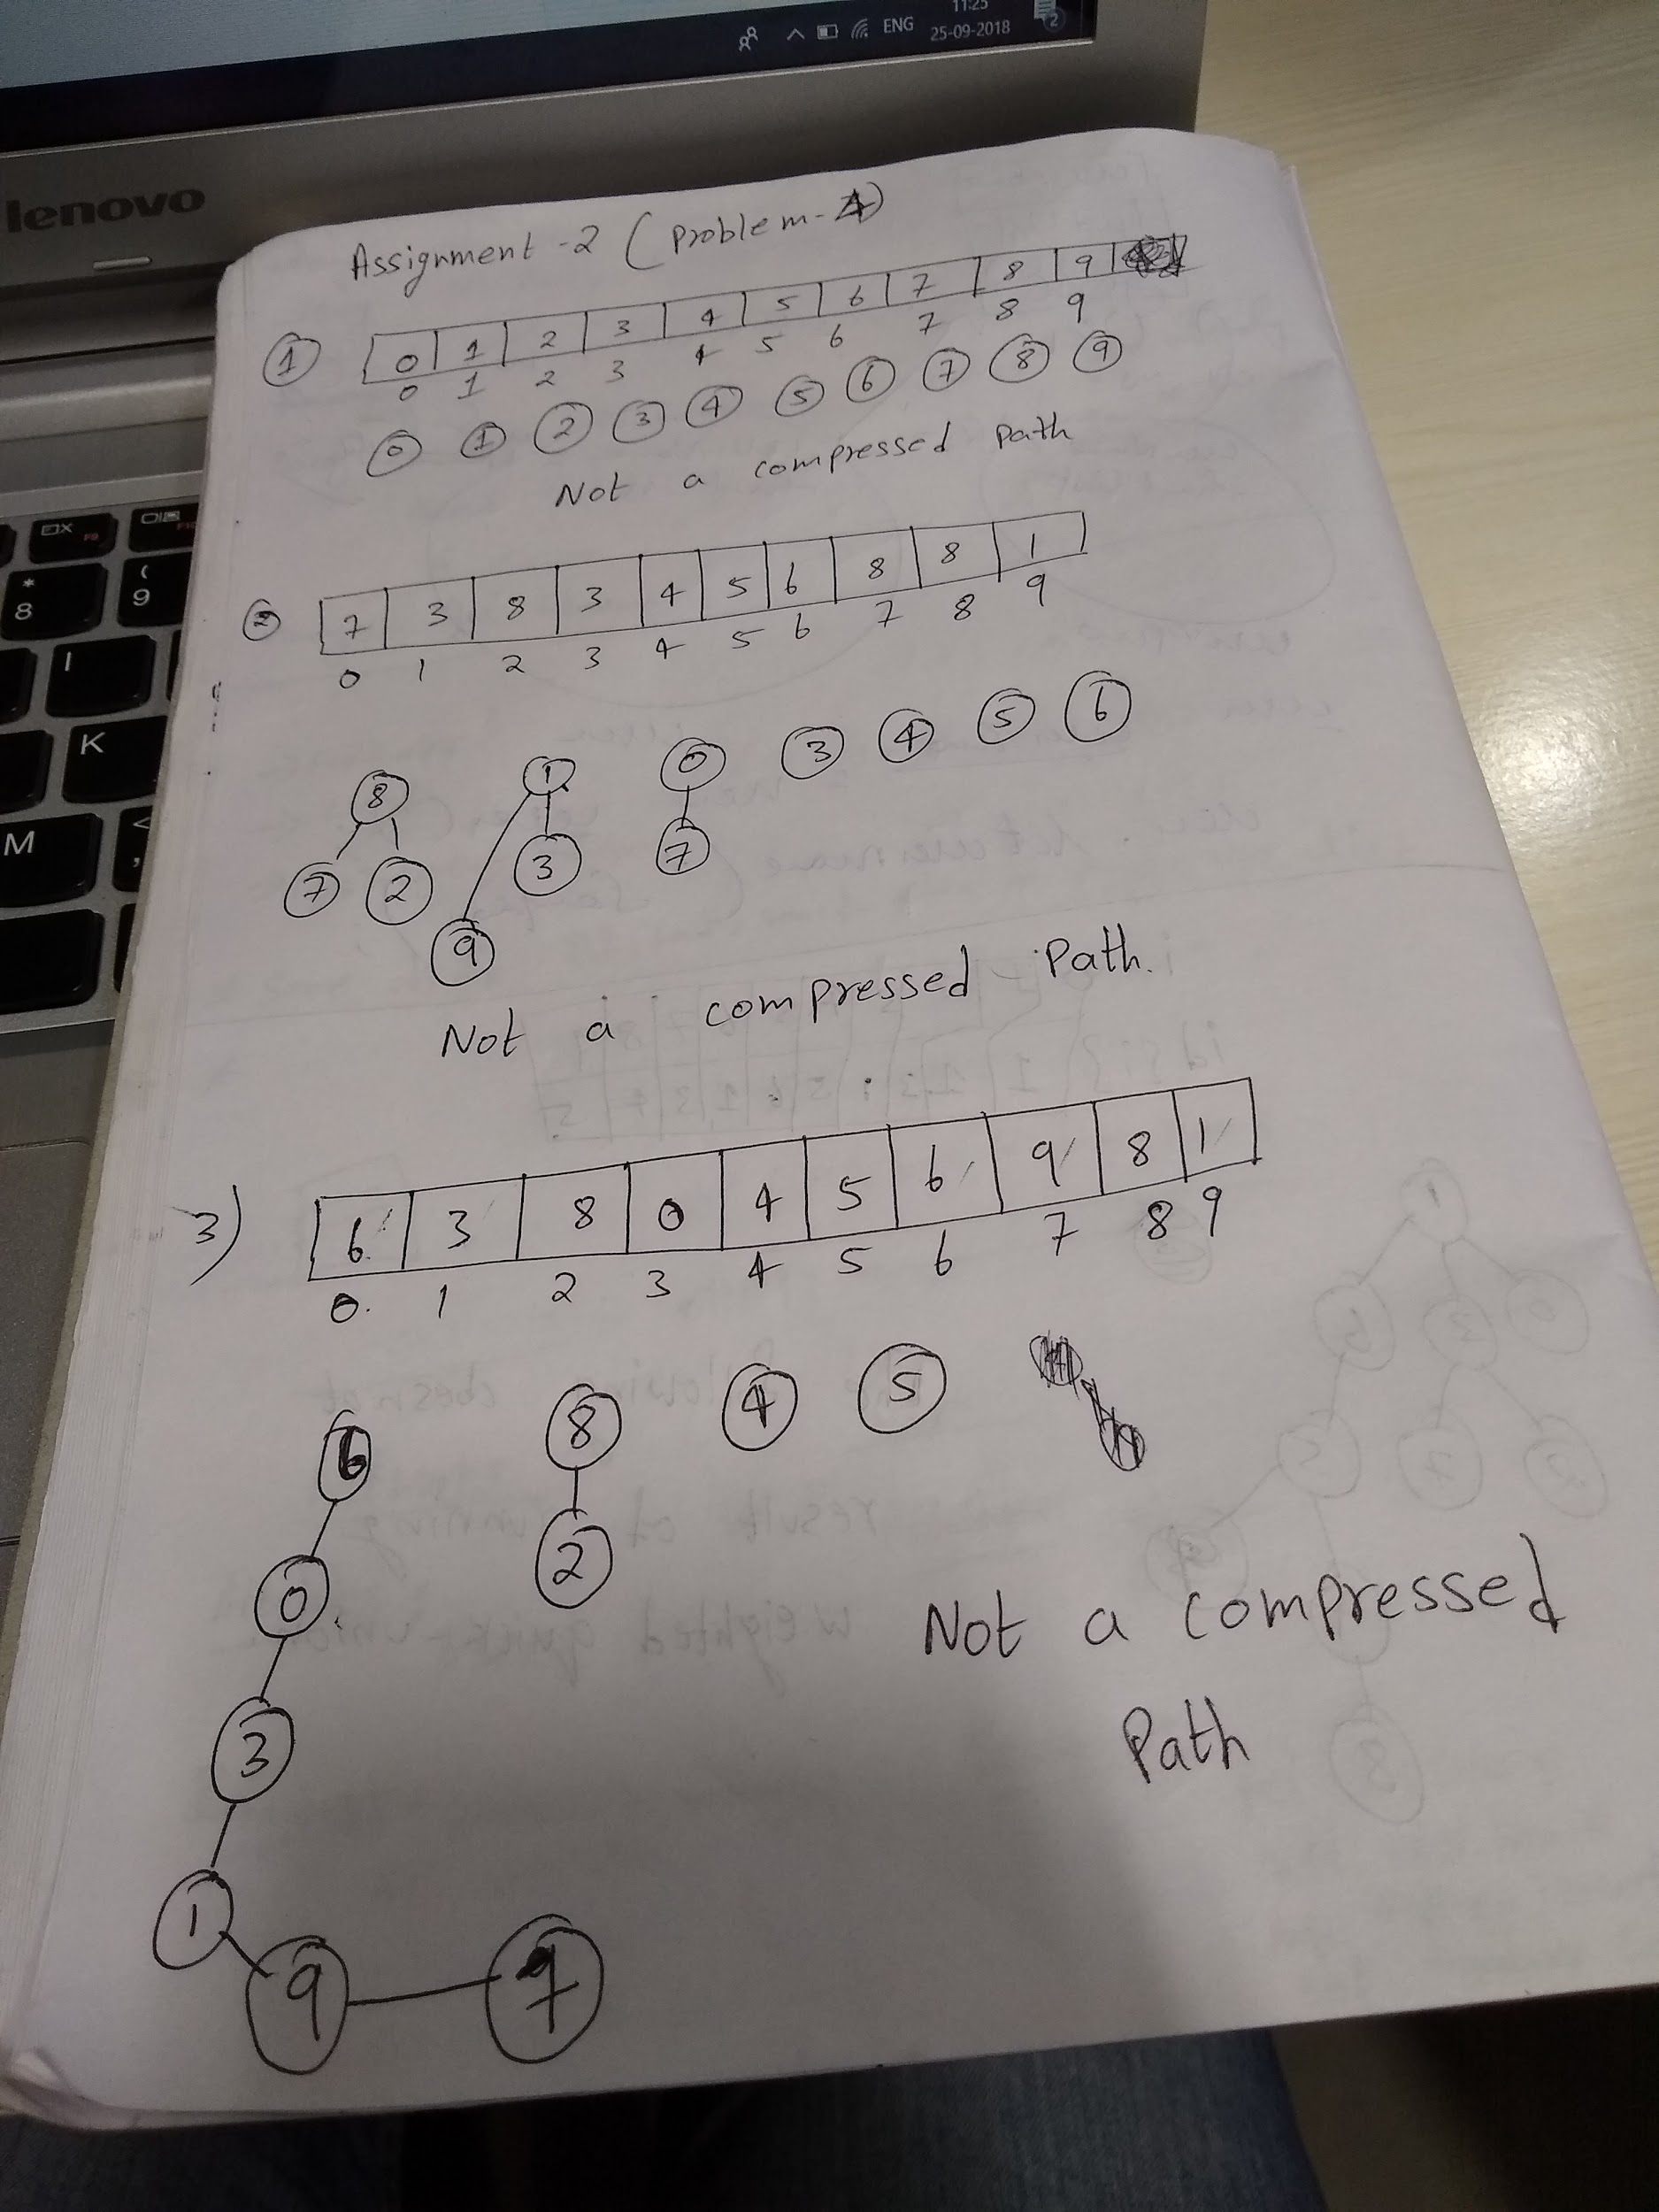 11:25
ENG
25-09-2018
2
lenovo
Assignment -2 (Problem-4)
1 0 1 2 3 4 5 6 7 8 9
0 1 2 3 4 5 6 7 8 9
0 1 2 3 4 5 6 7 8 9
Not a compressed path
2 7 3 8 3 4 5 6 8 8 1
0 1 2 3 4 5 6 7 8 9
8 1 0 3 4 5 6
7 2 3 7
9
Not a compressed Path.
3) 6 3 8 0 4 5 6 9 8 1
0. 1 2 3 4 5 6 7 8 9
6 8 4 5
0 2
Not a compressed
3
Path
1
9 7
F9
F10
* 8
( 9
I
K
M
<